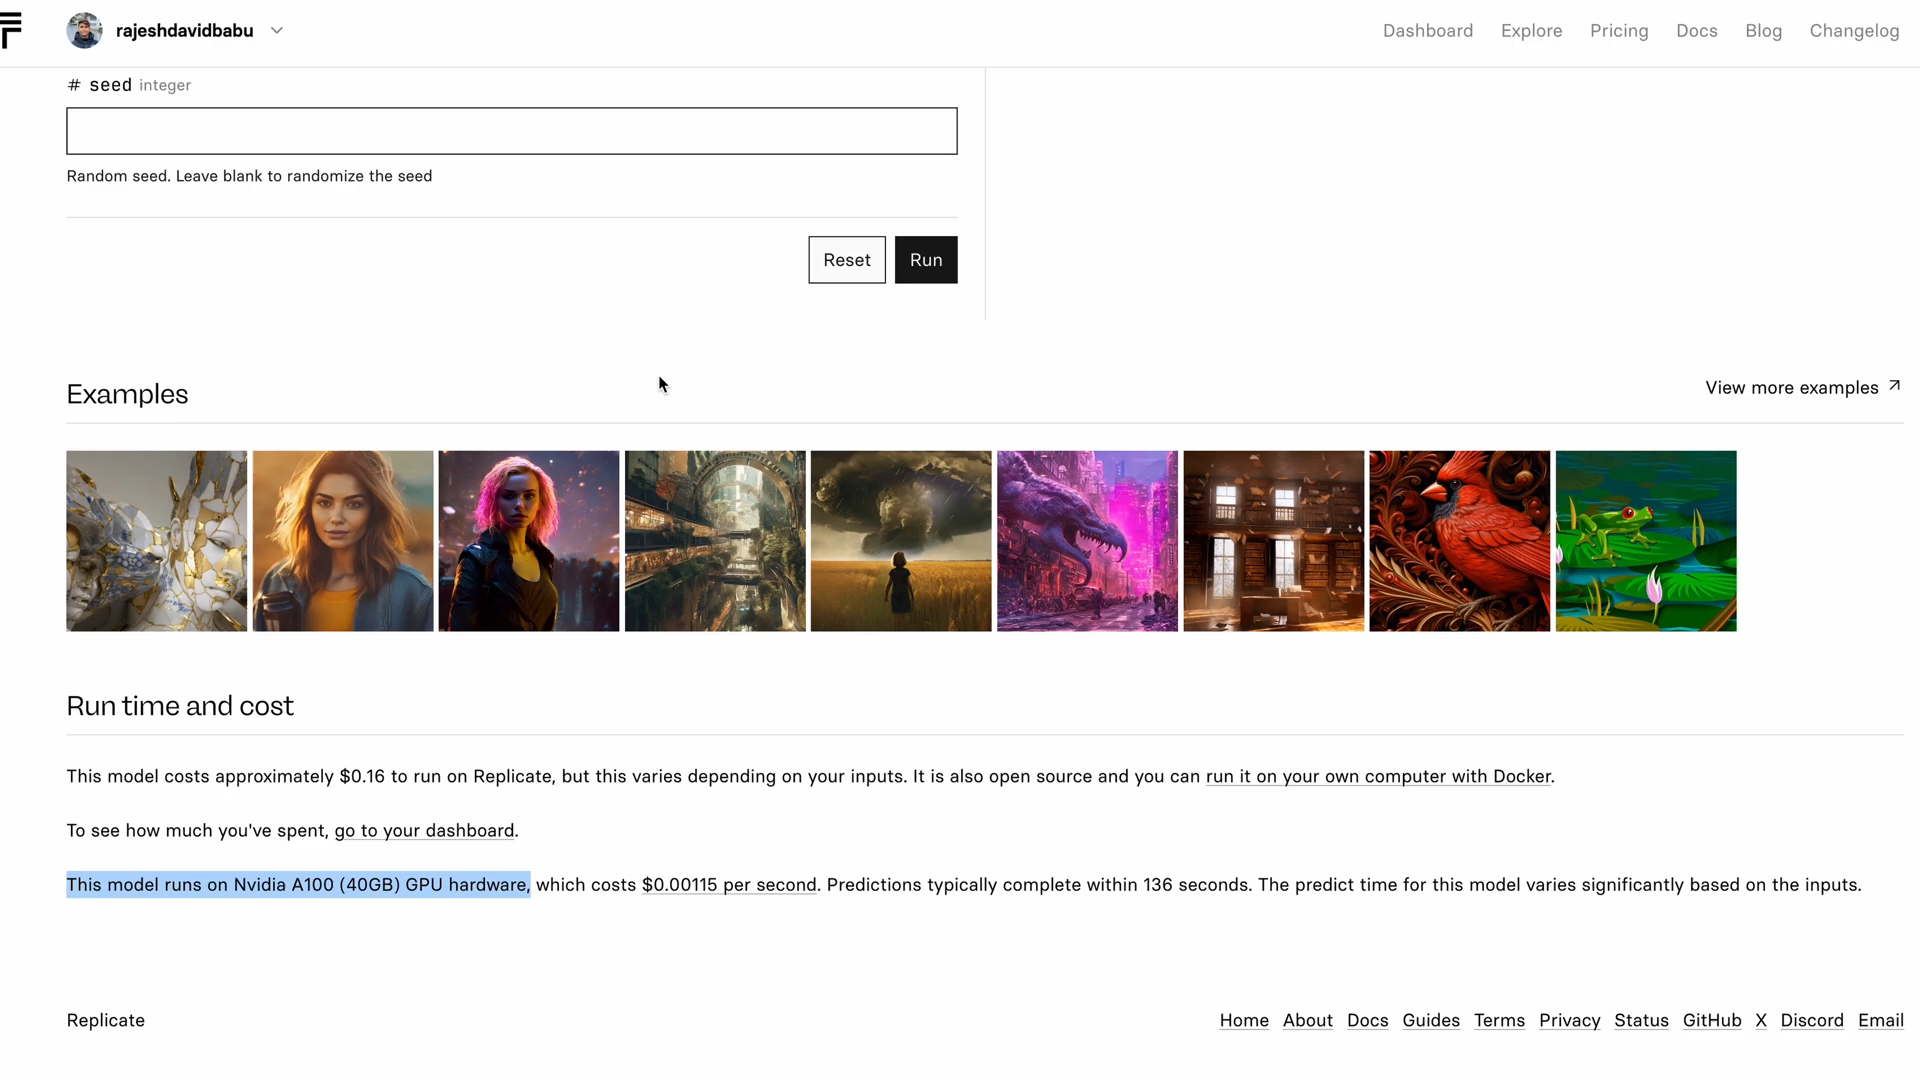 rajeshdavidbabu
Dashboard Explore Pricing Docs Blog Changelog
# seed integer
Random seed. Leave blank to randomize the seed
Reset Run
Examples
View more examples
Run time and cost
This model costs approximately $0.16 to run on Replicate, but this varies depending on your inputs. It is also open source and you can run it on your own computer with Docker.
To see how much you've spent, go to your dashboard.
This model runs on Nvidia A100 (40GB) GPU hardware, which costs $0.00115 per second. Predictions typically complete within 136 seconds. The predict time for this model varies significantly based on the inputs.
Replicate
Home About Docs Guides Terms Privacy Status GitHub X Discord Email